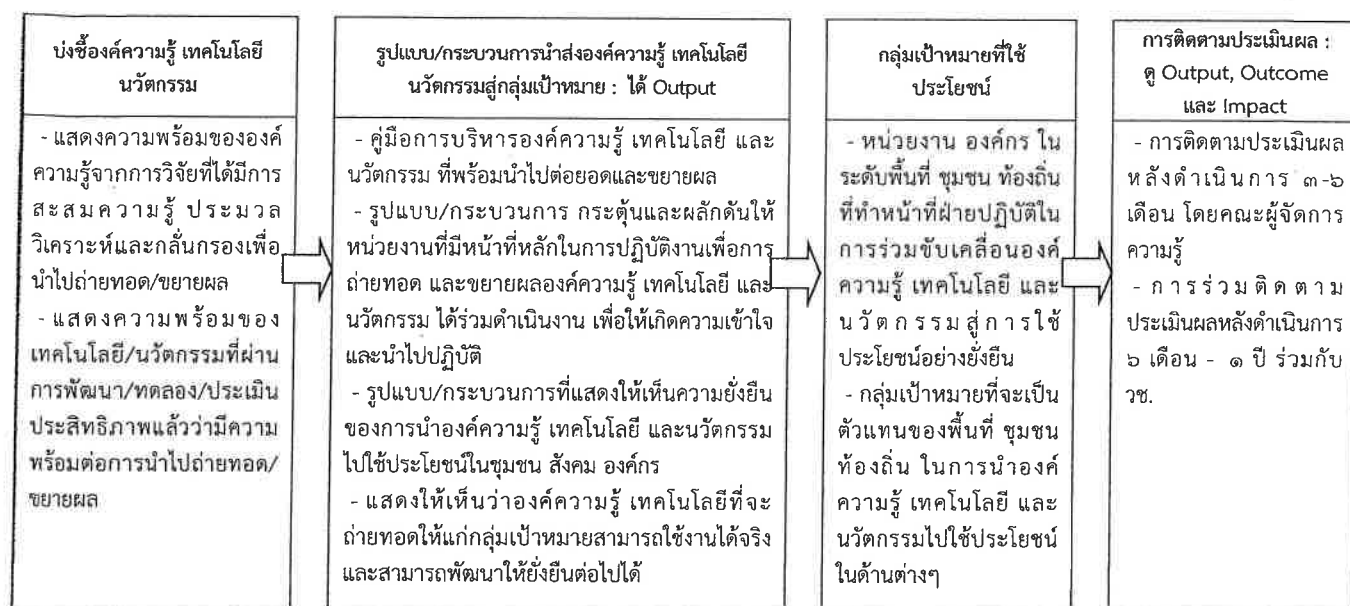 บ่งชี้องค์ความรู้ เทคโนโลยี
นวัตกรรม
- แสดงความพร้อมขององค์
ความรู้จากการวิจัยที่ได้มีการ
สะสมความรู้ ประมวล
วิเคราะห์และกลั่นกรองเพื่อ
นำไปถ่ายทอด/ขยายผล
- แสดงความพร้อมของ
เทคโนโลยี/นวัตกรรมที่ผ่าน
การพัฒนา/ทดลอง/ประเมิน
ประสิทธิภาพแล้วว่ามีความ
พร้อมต่อการนำไปถ่ายทอด/
ขยายผล
รูปแบบ/กระบวนการนำส่งองค์ความรู้ เทคโนโลยี
นวัตกรรมสู่กลุ่มเป้าหมาย : ได้ Output
- คู่มือการบริหารองค์ความรู้ เทคโนโลยี และ
นวัตกรรม ที่พร้อมนำไปต่อยอดและขยายผล
- รูปแบบ/กระบวนการ กระตุ้นและผลักดันให้
หน่วยงานที่มีหน้าที่หลักในการปฏิบัติงานเพื่อการ
ถ่ายทอด และขยายผลองค์ความรู้ เทคโนโลยี และ
นวัตกรรม ได้ร่วมดำเนินงาน เพื่อให้เกิดความเข้าใจ
และนำไปปฏิบัติ
- รูปแบบ/กระบวนการที่แสดงให้เห็นความยั่งยืน
ของการนำองค์ความรู้ เทคโนโลยี และนวัตกรรม
ไปใช้ประโยชน์ในชุมชน สังคม องค์กร
- แสดงให้เห็นว่าองค์ความรู้ เทคโนโลยีที่จะ
ถ่ายทอดให้แก่กลุ่มเป้าหมายสามารถใช้งานได้จริง
และสามารถพัฒนาให้ยั่งยืนต่อไปได้
กลุ่มเป้าหมายที่ใช้
ประโยชน์
- หน่วยงาน องค์กร ใน
ระดับพื้นที่ ชุมชน ท้องถิ่น
ที่ทำหน้าที่ฝ่ายปฏิบัติใน
การร่วมขับเคลื่อนองค์
ความรู้ เทคโนโลยี และ
นวัตกรรมสู่การใช้
ประโยชน์อย่างยั่งยืน
- กลุ่มเป้าหมายที่จะเป็น
ตัวแทนของพื้นที่ ชุมชน
ท้องถิ่น ในการนำองค์
ความรู้ เทคโนโลยี และ
นวัตกรรมไปใช้ประโยชน์
ในด้านต่างๆ
การติดตามประเมินผล :
ดู Output, Outcome
และ Impact
- การติดตามประเมินผล
หลังดำเนินการ ๓-๖
เดือน โดยคณะผู้จัดการ
ความรู้
- การร่วมติดตาม
ประเมินผลหลังดำเนินการ
๖ เดือน - ๑ ปี ร่วมกับ
วช.